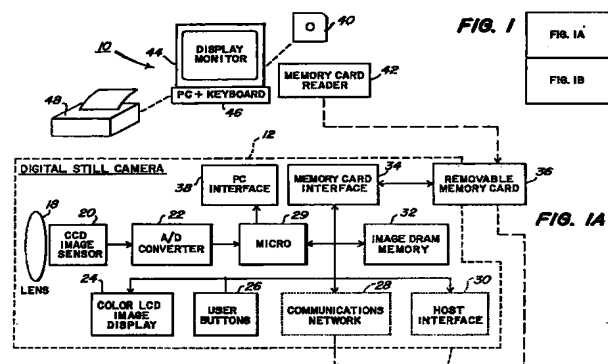 FIG. 1
FIG. 1A
FIG. 1B
10
44
DISPLAY
MONITOR
40
PC + KEYBOARD
46
48
MEMORY CARD
READER
42
12
DIGITAL STILL CAMERA
38
PC
INTERFACE
MEMORY CARD
INTERFACE
34
REMOVABLE
MEMORY CARD
36
FIG. 1A
18
LENS
20
CCD
IMAGE
SENSOR
22
A/D
CONVERTER
29
MICRO
32
IMAGE DRAM
MEMORY
24
COLOR LCD
IMAGE
DISPLAY
26
USER
BUTTONS
28
COMMUNICATIONS
NETWORK
30
HOST
INTERFACE